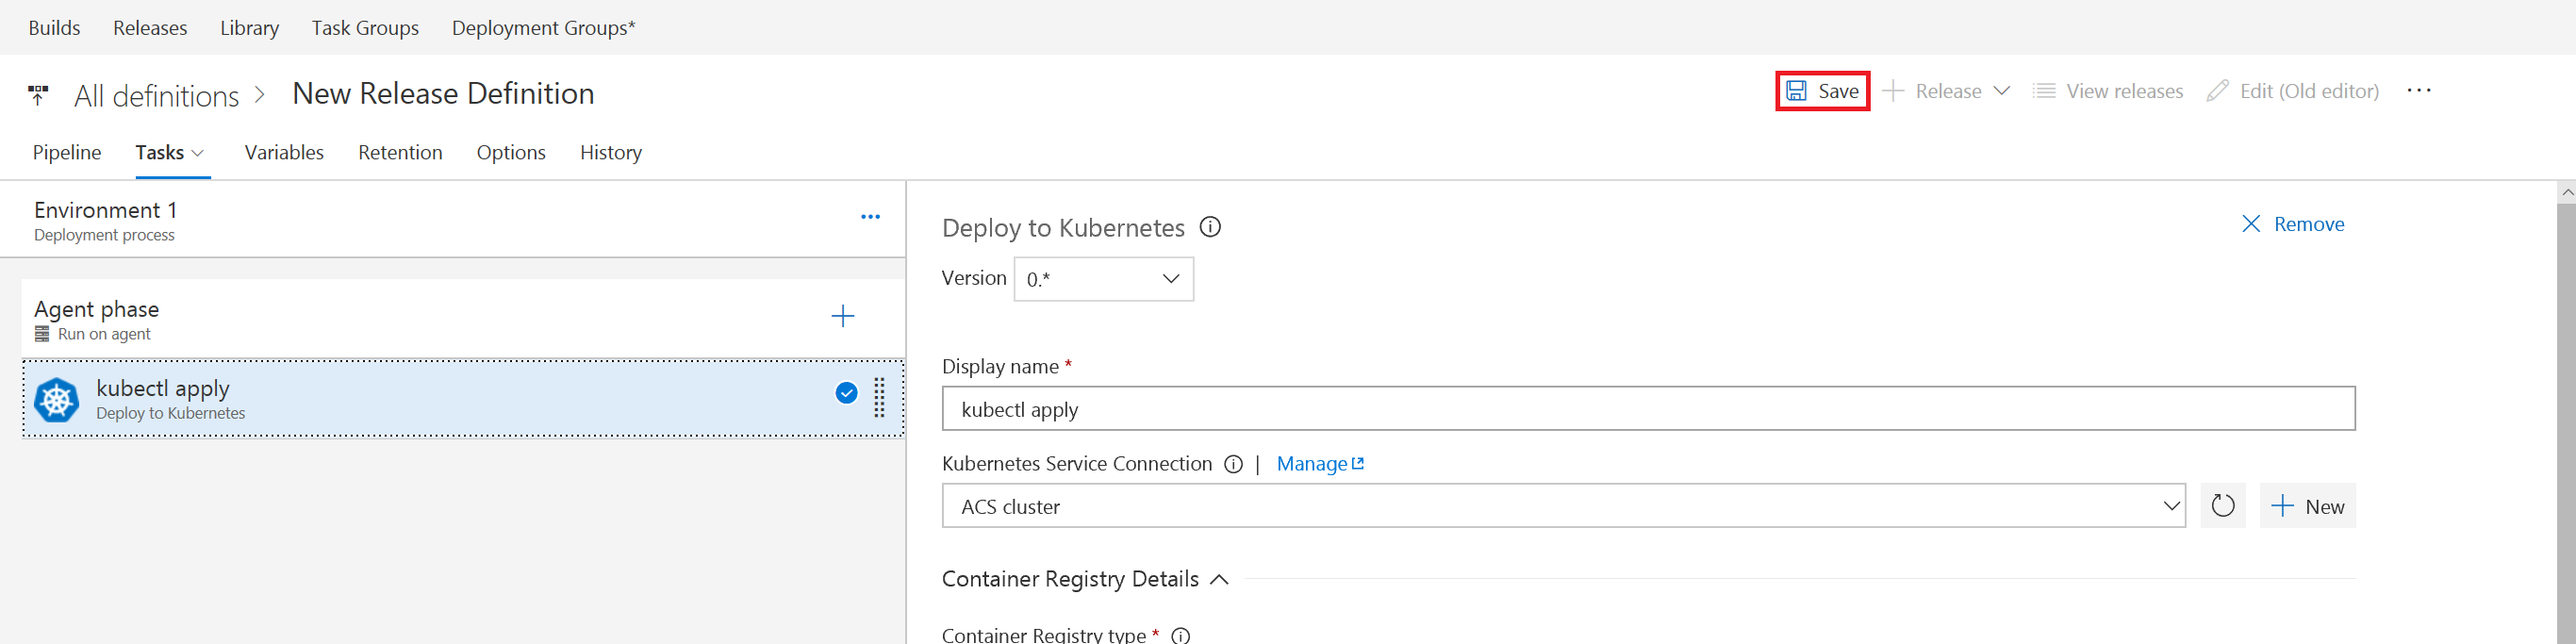 Builds Releases Library Task Groups Deployment Groups*
All definitions > New Release Definition
Save + Release View releases Edit (Old editor) ...
Pipeline Tasks Variables Retention Options History
Environment 1
Deployment process
Agent phase
Run on agent
kubectl apply
Deploy to Kubernetes
Deploy to Kubernetes
Remove
Version 0.*
Display name *
kubectl apply
Kubernetes Service Connection | Manage
ACS cluster
+ New
Container Registry Details
Container Registry type *